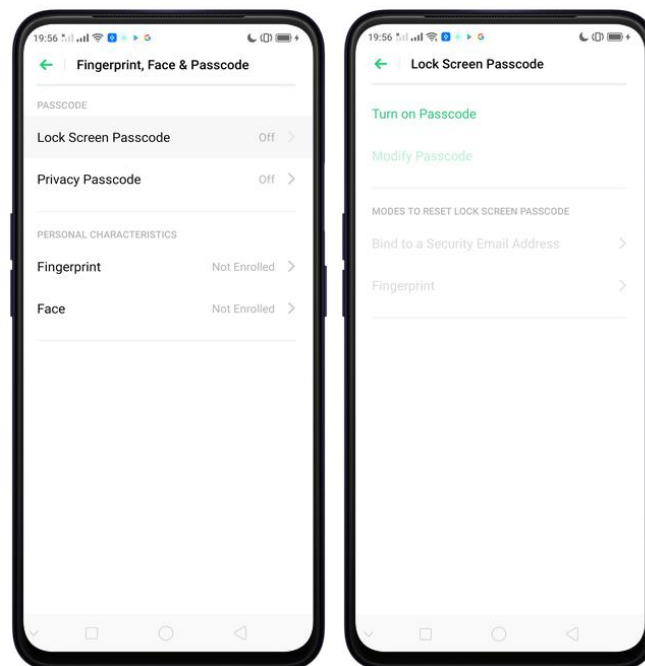 19:56
Fingerprint, Face & Passcode
PASSCODE
Lock Screen Passcode Off
Privacy Passcode Off
PERSONAL CHARACTERISTICS
Fingerprint Not Enrolled
Face Not Enrolled
19:56
Lock Screen Passcode
Turn on Passcode
Modify Passcode
MODES TO RESET LOCK SCREEN PASSCODE
Bind to a Security Email Address
Fingerprint